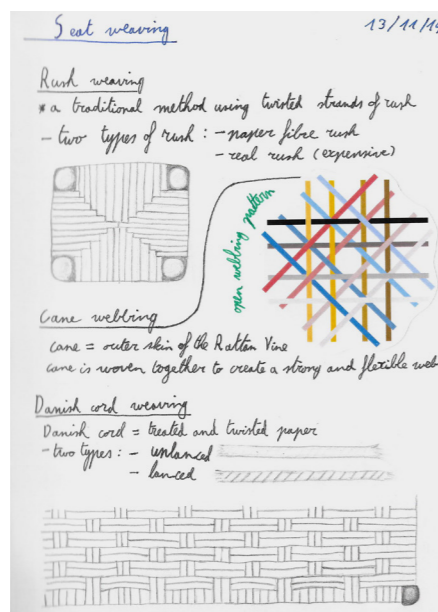 Seat weaving
13/11/19
Rush weaving
* a traditional method using twisted strands of rush
- two types of rush : - paper fibre rush
- real rush (expensive)
open webbing pattern
Cane webbing
cane = outer skin of the Rattan Vine
cane is woven together to create a strong and flexible web
Danish cord weaving
Danish cord = treated and twisted paper
- two types : - unlanced
- lanced